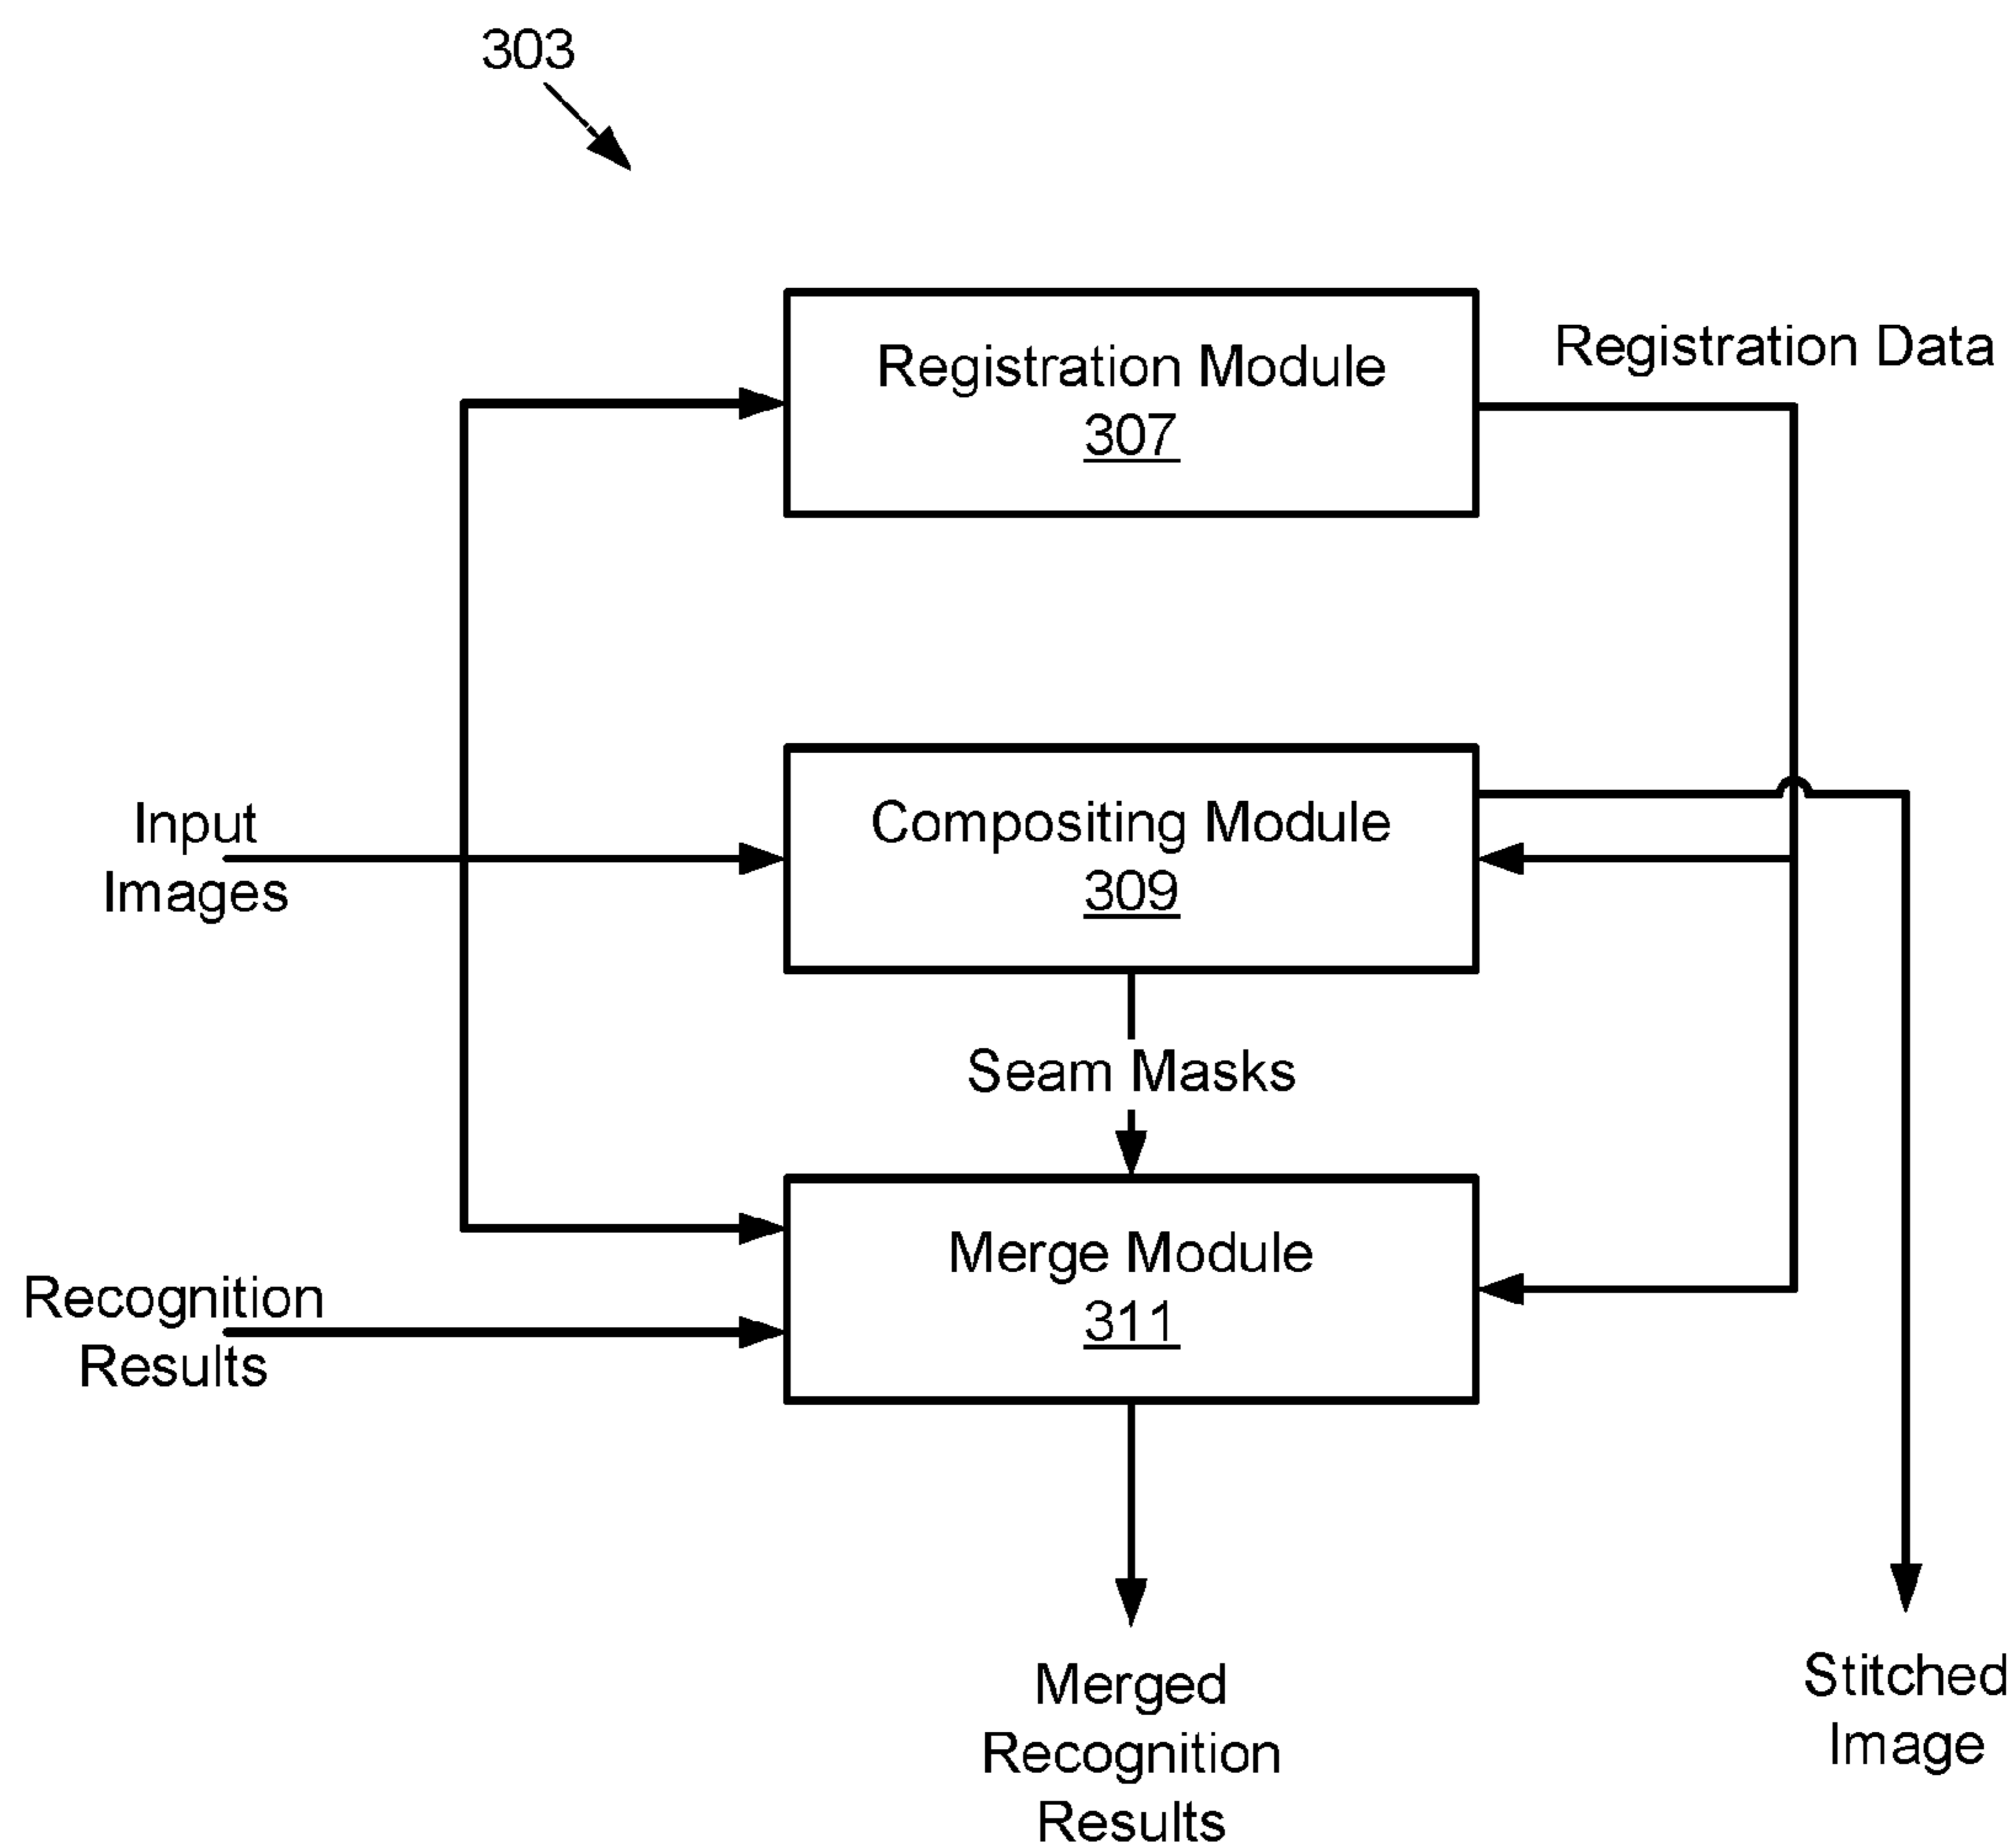 303
Registration Module
307
Registration Data
Input
Images
Compositing Module
309
Seam Masks
Recognition
Results
Merge Module
311
Merged
Recognition
Results
Stitched
Image